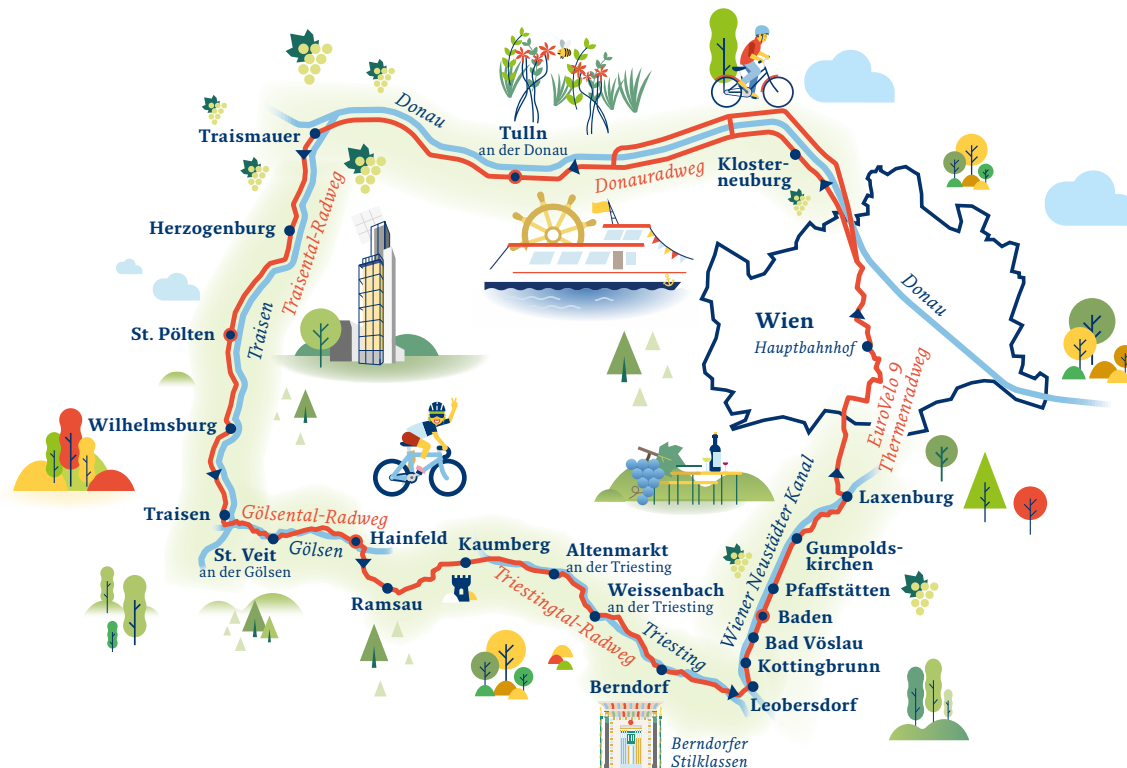 Donau
Traismauer
Tulln
an der Donau
Donauradweg
Kloster-
neuburg
Herzogenburg
Traisental-Radweg
Traisen
St. Pölten
Donau
Wien
Hauptbahnhof
EuroVelo 9
Thermenradweg
Wilhelmsburg
Traisen
Gölsental-Radweg
Gölsen
St. Veit
an der Gölsen
Hainfeld
Ramsau
Kaumberg
Altenmarkt
an der Triesting
Weissenbach
an der Triesting
Triestingtal-Radweg
Triesting
Berndorf
Berndorfer
Stilklassen
Wiener Neustädter Kanal
Laxenburg
Gumpolds-
kirchen
Pfaffstätten
Baden
Bad Vöslau
Kottingbrunn
Leobersdorf